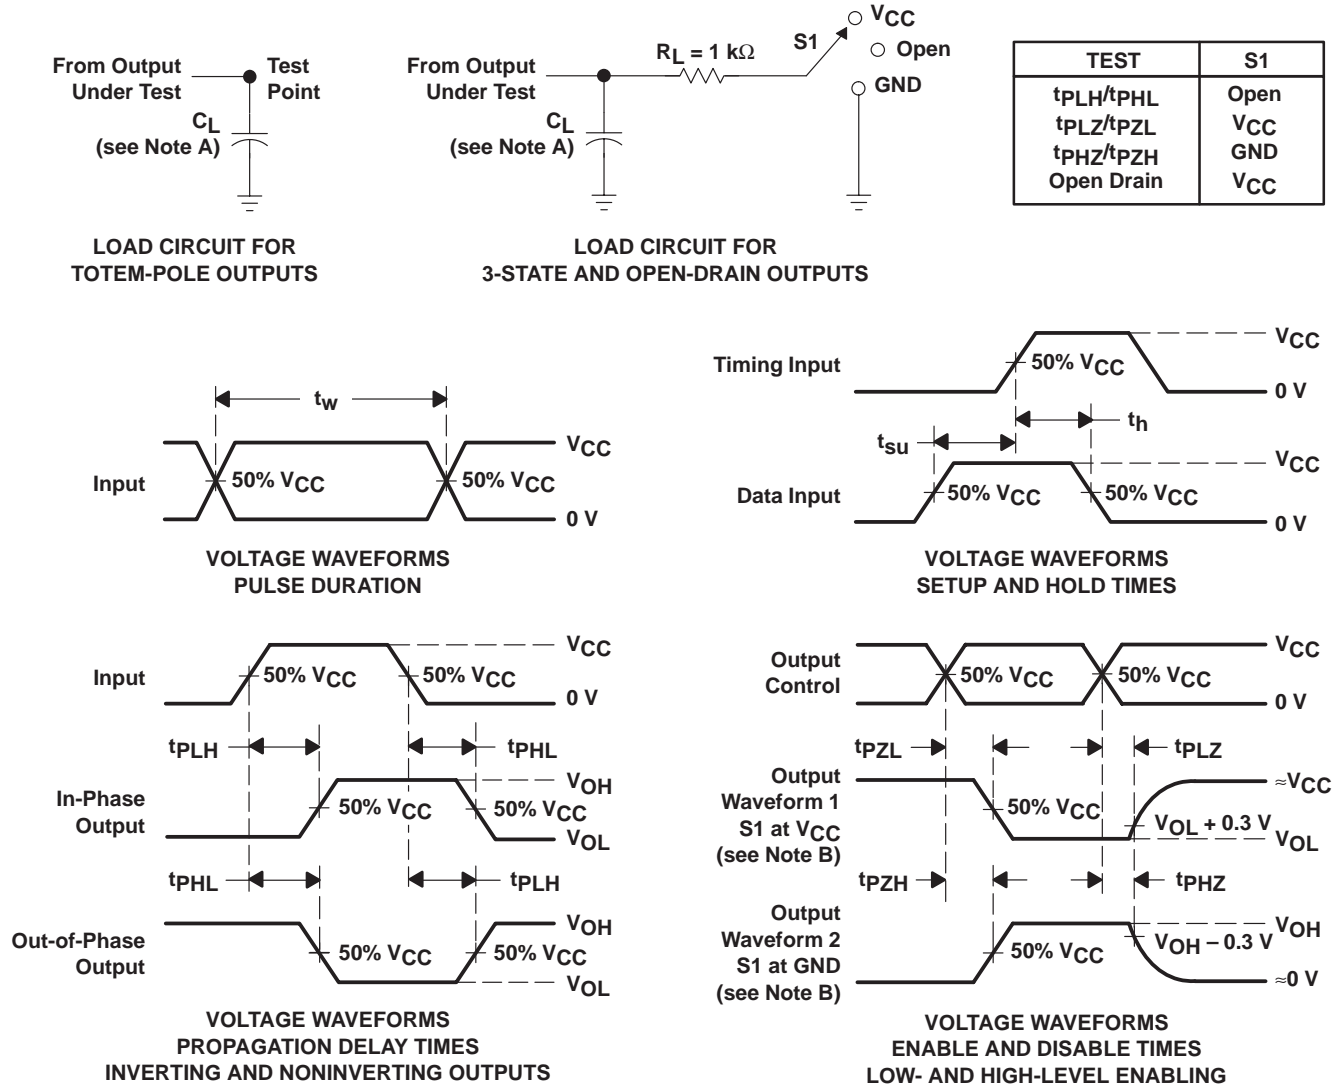 From Output
Under Test
Test
Point
CL
(see Note A)
LOAD CIRCUIT FOR
TOTEM-POLE OUTPUTS
From Output
Under Test
RL = 1 kΩ
S1
VCC
Open
GND
CL
(see Note A)
LOAD CIRCUIT FOR
3-STATE AND OPEN-DRAIN OUTPUTS
TEST S1
tPLH/tPHL Open
tPLZ/tPZL VCC
tPHZ/tPZH GND
Open Drain VCC
tw
Input
50% VCC
50% VCC
VCC
0 V
VOLTAGE WAVEFORMS
PULSE DURATION
Timing Input
50% VCC
VCC
0 V
tsu
th
Data Input
50% VCC
50% VCC
VCC
0 V
VOLTAGE WAVEFORMS
SETUP AND HOLD TIMES
Input
50% VCC
50% VCC
VCC
0 V
tPLH
tPHL
In-Phase
Output
50% VCC
50% VCC
VOH
VOL
tPHL
tPLH
Out-of-Phase
Output
50% VCC
50% VCC
VOH
VOL
VOLTAGE WAVEFORMS
PROPAGATION DELAY TIMES
INVERTING AND NONINVERTING OUTPUTS
Output
Control
50% VCC
50% VCC
VCC
0 V
tPZL
tPLZ
Output
Waveform 1
S1 at VCC
(see Note B)
50% VCC
VOL + 0.3 V
≈VCC
VOL
tPZH
tPHZ
Output
Waveform 2
S1 at GND
(see Note B)
50% VCC
VOH − 0.3 V
VOH
≈0 V
VOLTAGE WAVEFORMS
ENABLE AND DISABLE TIMES
LOW- AND HIGH-LEVEL ENABLING